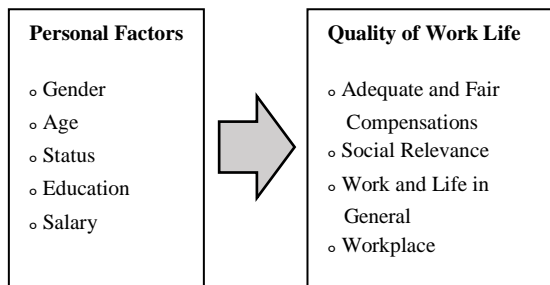 Personal Factors
o Gender
o Age
o Status
o Education
o Salary
Quality of Work Life
o Adequate and Fair
Compensations
o Social Relevance
o Work and Life in
General
o Workplace